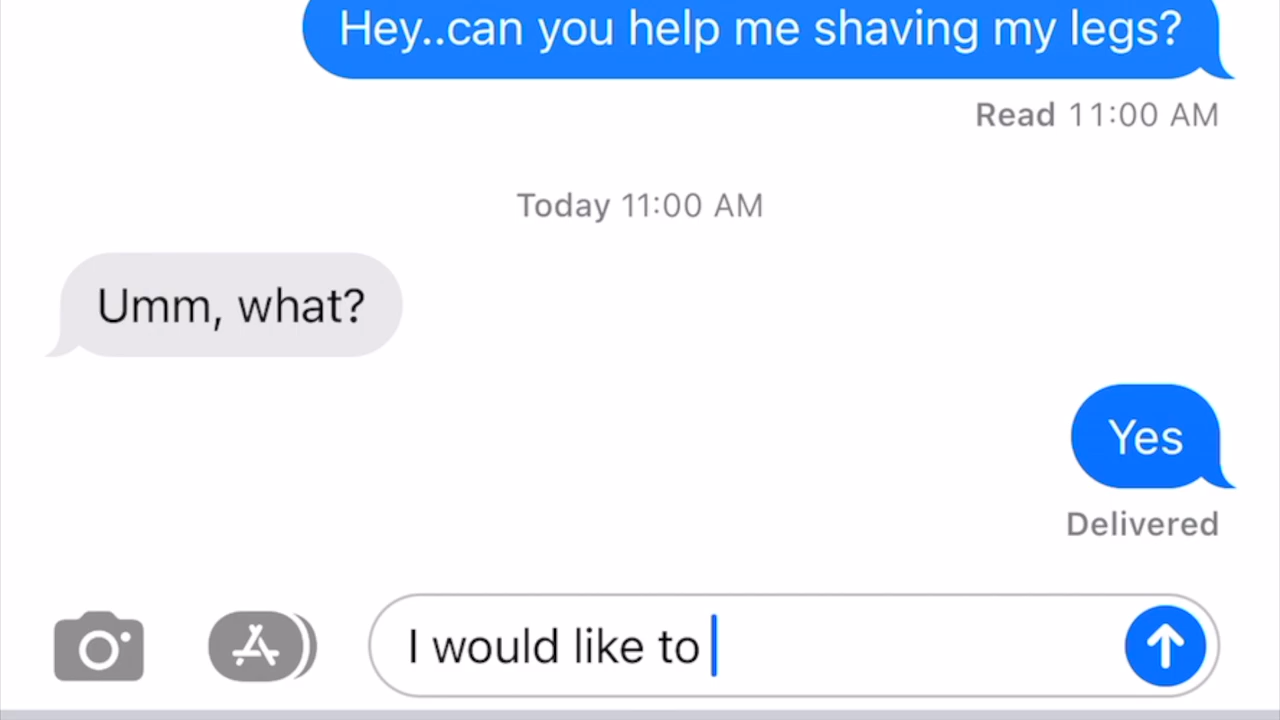 Hey..can you help me shaving my legs?
Read 11:00 AM
Today 11:00 AM
Umm, what?
Yes
Delivered
I would like to